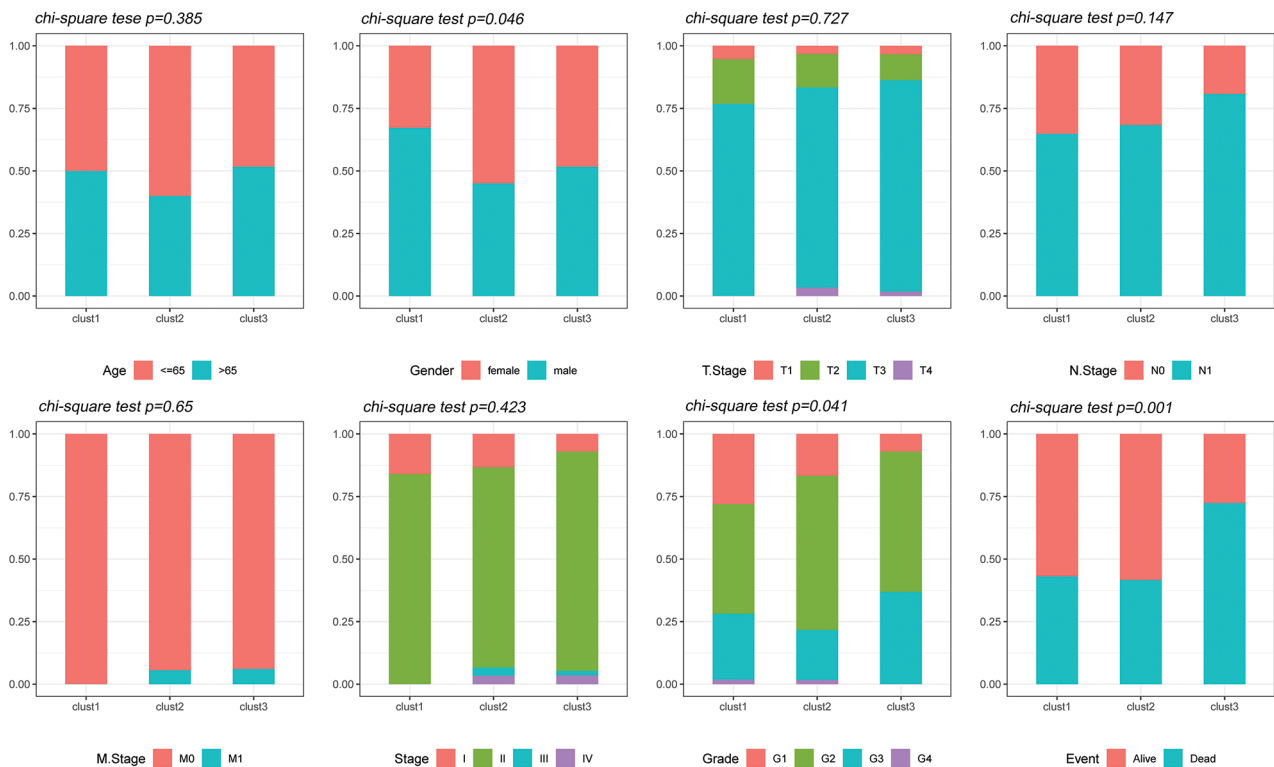 chi-spuare tese p=0.385
chi-square test p=0.046
chi-square test p=0.727
chi-square test p=0.147
1.00
0.75
0.50
0.25
0.00
clust1 clust2 clust3
1.00
0.75
0.50
0.25
0.00
clust1 clust2 clust3
1.00
0.75
0.50
0.25
0.00
clust1 clust2 clust3
1.00
0.75
0.50
0.25
0.00
clust1 clust2 clust3
Age <=65 >65
Gender female male
T.Stage T1 T2 T3 T4
N.Stage N0 N1
chi-square test p=0.65
chi-square test p=0.423
chi-square test p=0.041
chi-square test p=0.001
1.00
0.75
0.50
0.25
0.00
clust1 clust2 clust3
1.00
0.75
0.50
0.25
0.00
clust1 clust2 clust3
1.00
0.75
0.50
0.25
0.00
clust1 clust2 clust3
1.00
0.75
0.50
0.25
0.00
clust1 clust2 clust3
M.Stage M0 M1
Stage I II III IV
Grade G1 G2 G3 G4
Event Alive Dead